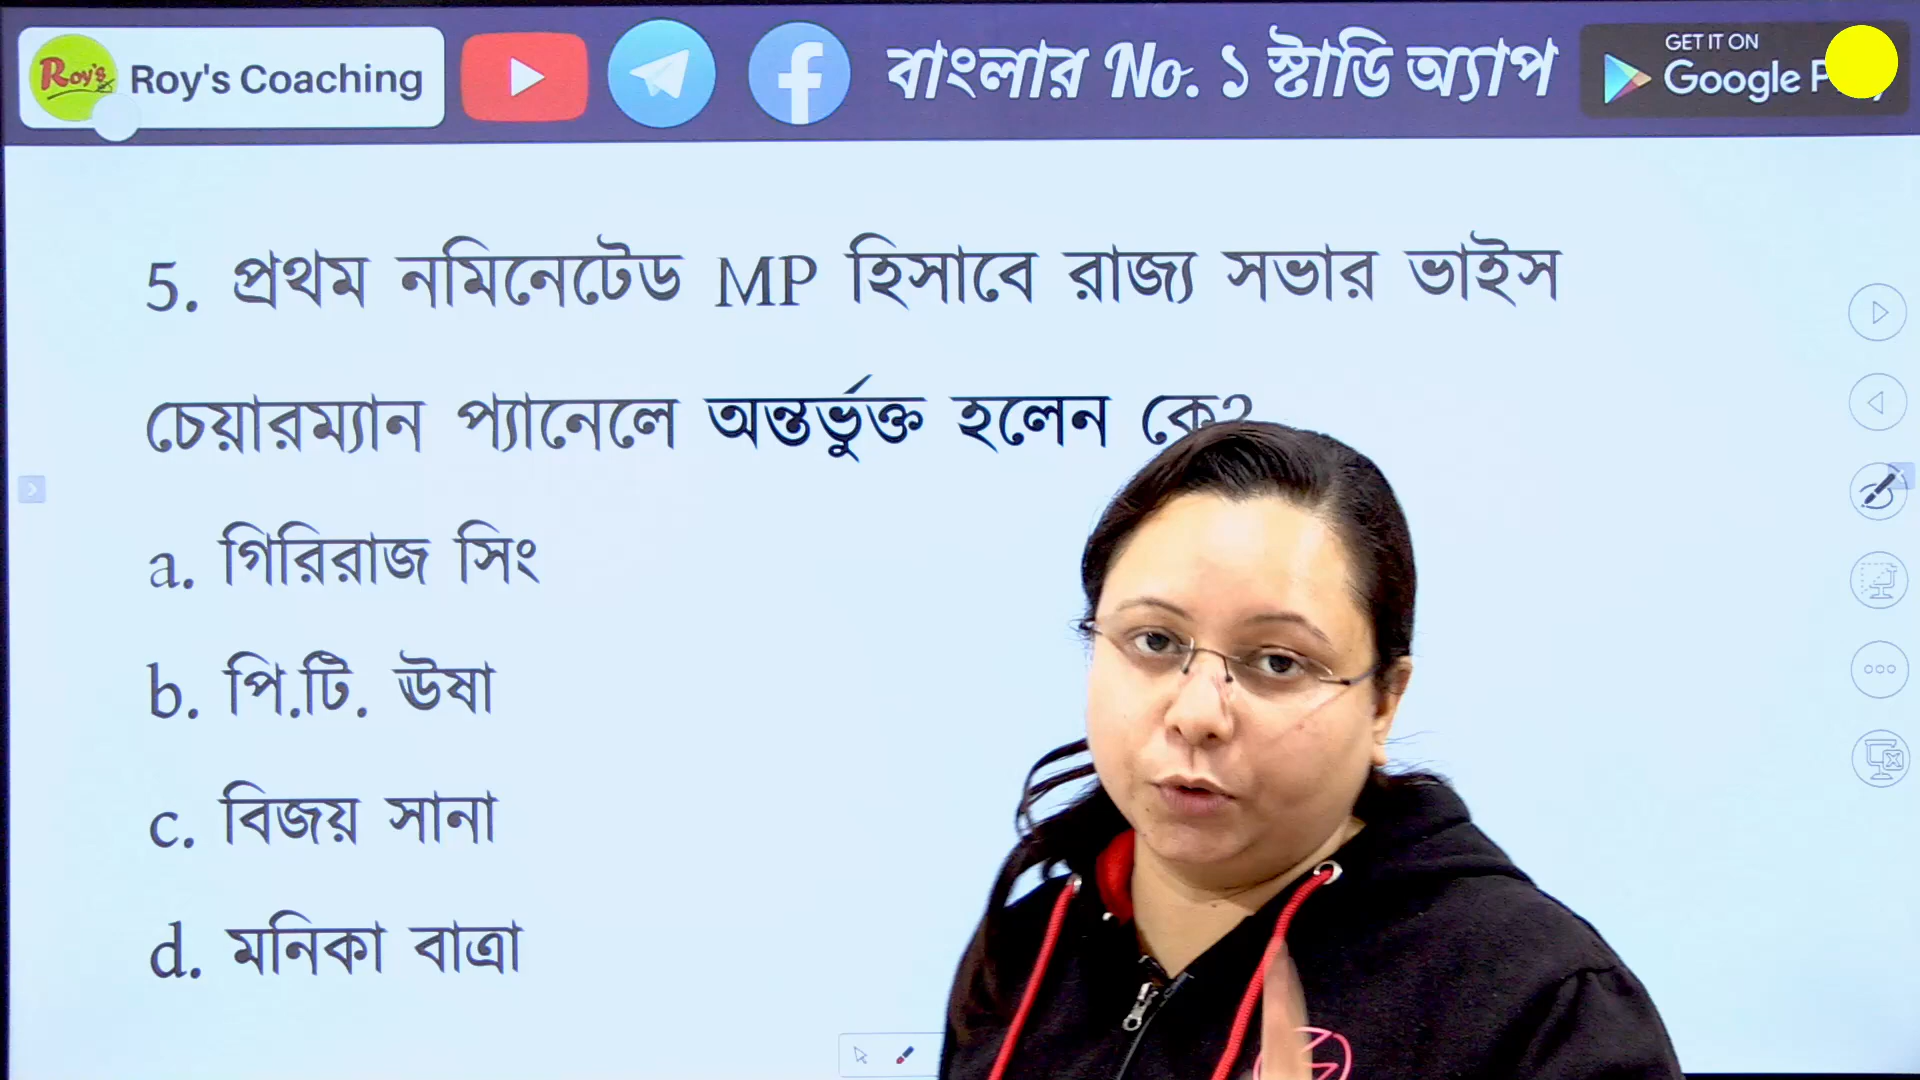 Roy's
Roy's Coaching
বাংলার No. ১ স্টাডি অ্যাপ
GET IT ON
Google
5. প্রথম নমিনেটেড MP হিসাবে রাজ্য সভার ভাইস
চেয়ারম্যান প্যানেলে অন্তর্ভুক্ত হলেন কে?
a. গিরিরাজ সিং
b. পি.টি. ঊষা
c. বিজয় সানা
d. মনিকা বাত্রা